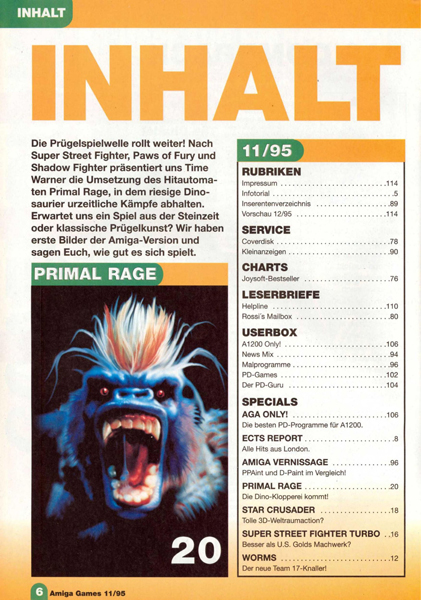 INHALT
INHALT
Die Prügelspielwelle rollt weiter! Nach
Super Street Fighter, Paws of Fury und
Shadow Fighter präsentiert uns Time
Warner die Umsetzung des Hitautoma-
ten Primal Rage, in dem riesige Dino-
saurier urzeitliche Kämpfe abhalten.
Erwartet uns ein Spiel aus der Steinzeit
oder klassische Prügelkunst? Wir haben
erste Bilder der Amiga-Version und
sagen Euch, wie gut es sich spielt.
PRIMAL RAGE
20
11/95
RUBRIKEN
Impressum . . . . . . . . . . . . . . . . . . . . . . . .114
Infotorial . . . . . . . . . . . . . . . . . . . . . . . . . . .5
Inserentenverzeichnis . . . . . . . . . . . . . . . .89
Vorschau 12/95 . . . . . . . . . . . . . . . . . . . .114
SERVICE
Coverdisk . . . . . . . . . . . . . . . . . . . . . . . . .78
Kleinanzeigen . . . . . . . . . . . . . . . . . . . . . .90
CHARTS
Joysoft-Bestseller . . . . . . . . . . . . . . . . . . .76
LESERBRIEFE
Helpline . . . . . . . . . . . . . . . . . . . . . . . . . .110
Rossi's Mailbox . . . . . . . . . . . . . . . . . . . . .80
USERBOX
A1200 Only! . . . . . . . . . . . . . . . . . . . . . . .106
News Mix . . . . . . . . . . . . . . . . . . . . . . . . .94
Malprogramme . . . . . . . . . . . . . . . . . . . . .96
PD-Games . . . . . . . . . . . . . . . . . . . . . . .102
Der PD-Guru . . . . . . . . . . . . . . . . . . . . . .104
SPECIALS
AGA ONLY! . . . . . . . . . . . . . . . . . . . . . . .106
Die besten PD-Programme für A1200.
ECTS REPORT . . . . . . . . . . . . . . . . . . . . .8
Alle Hits aus London.
AMIGA VERNISSAGE . . . . . . . . . . . . . .96
PPAint und D-Paint im Vergleich!
PRIMAL RAGE . . . . . . . . . . . . . . . . . . . .20
Die Dino-Klopperei kommt!
STAR CRUSADER . . . . . . . . . . . . . . . . .18
Tolle 3D-Weltraumaction?
SUPER STREET FIGHTER TURBO . .16
Besser als U.S. Golds Machwerk?
WORMS . . . . . . . . . . . . . . . . . . . . . . . . . .12
Der neue Team 17-Knaller!
6 Amiga Games 11/95